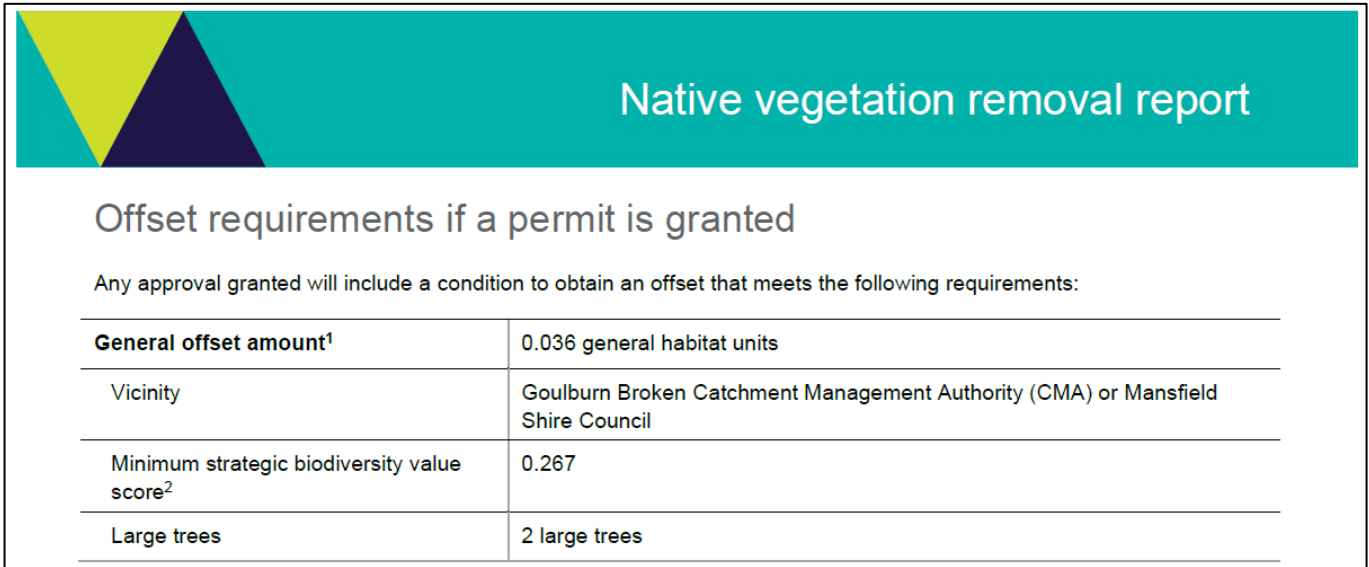 Native vegetation removal report
Offset requirements if a permit is granted
Any approval granted will include a condition to obtain an offset that meets the following requirements:
General offset amount¹ 0.036 general habitat units
Vicinity Goulburn Broken Catchment Management Authority (CMA) or Mansfield
Shire Council
Minimum strategic biodiversity value 0.267
score²
Large trees 2 large trees